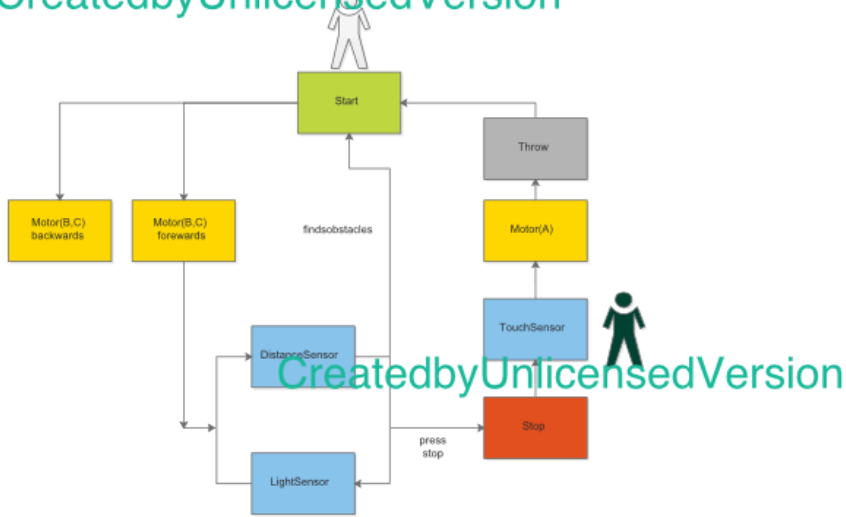 CreatedbyUnlicensedVersion
Start
Throw
Motor(B,C)
backwards
Motor(B,C)
forewards
findsobstacles
Motor(A)
DistanceSensor
TouchSensor
CreatedbyUnlicensedVersion
press
stop
Stop
LightSensor